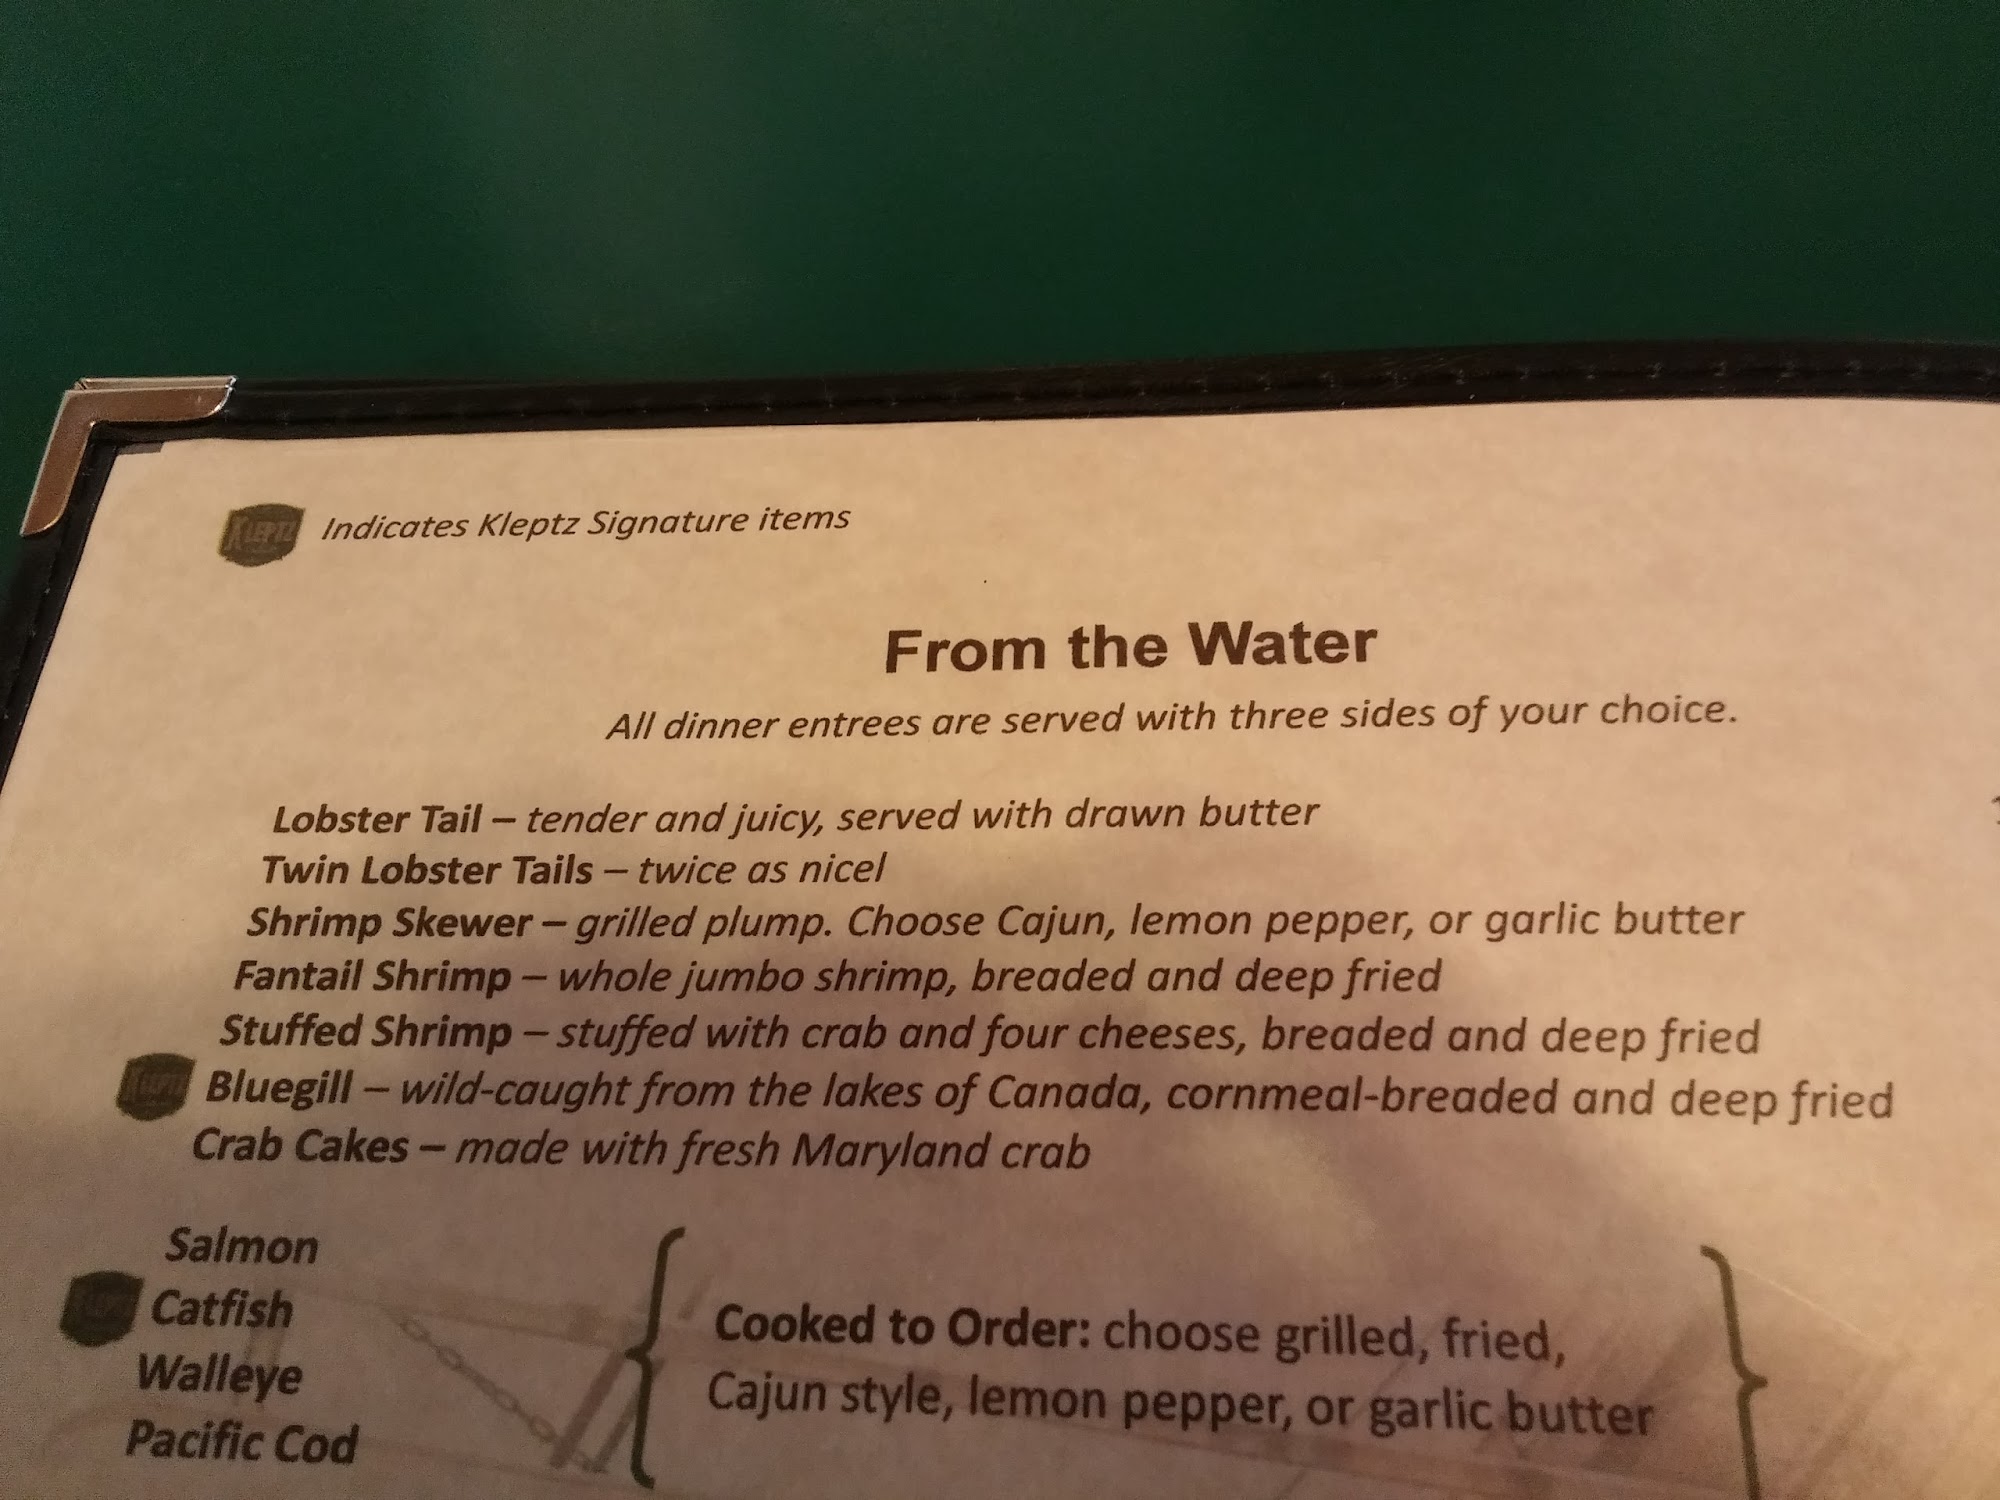 KLEPTZ Indicates Kleptz Signature items
From the Water
All dinner entrees are served with three sides of your choice.
Lobster Tail – tender and juicy, served with drawn butter
Twin Lobster Tails – twice as nicel
Shrimp Skewer – grilled plump. Choose Cajun, lemon pepper, or garlic butter
Fantail Shrimp – whole jumbo shrimp, breaded and deep fried
Stuffed Shrimp – stuffed with crab and four cheeses, breaded and deep fried
KLEPTZ Bluegill – wild-caught from the lakes of Canada, cornmeal-breaded and deep fried
Crab Cakes – made with fresh Maryland crab
Salmon
KLEPTZ Catfish
Walleye
Pacific Cod
Cooked to Order: choose grilled, fried,
Cajun style, lemon pepper, or garlic butter